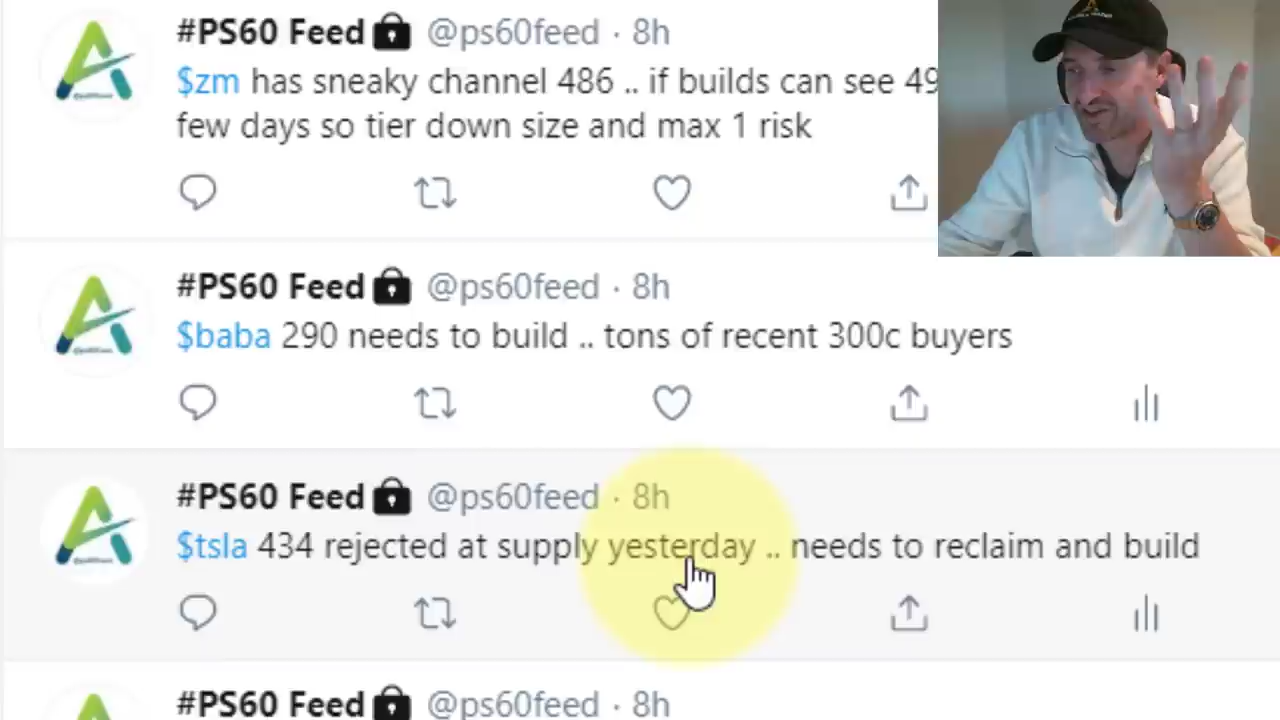 #PS60 Feed @ps60feed · 8h
$zm has sneaky channel 486 .. if builds can see 49
few days so tier down size and max 1 risk
#PS60 Feed @ps60feed · 8h
$baba 290 needs to build .. tons of recent 300c buyers
#PS60 Feed @ps60feed · 8h
$tsla 434 rejected at supply yesterday .. needs to reclaim and build
#PS60 Feed @ps60feed · 8h